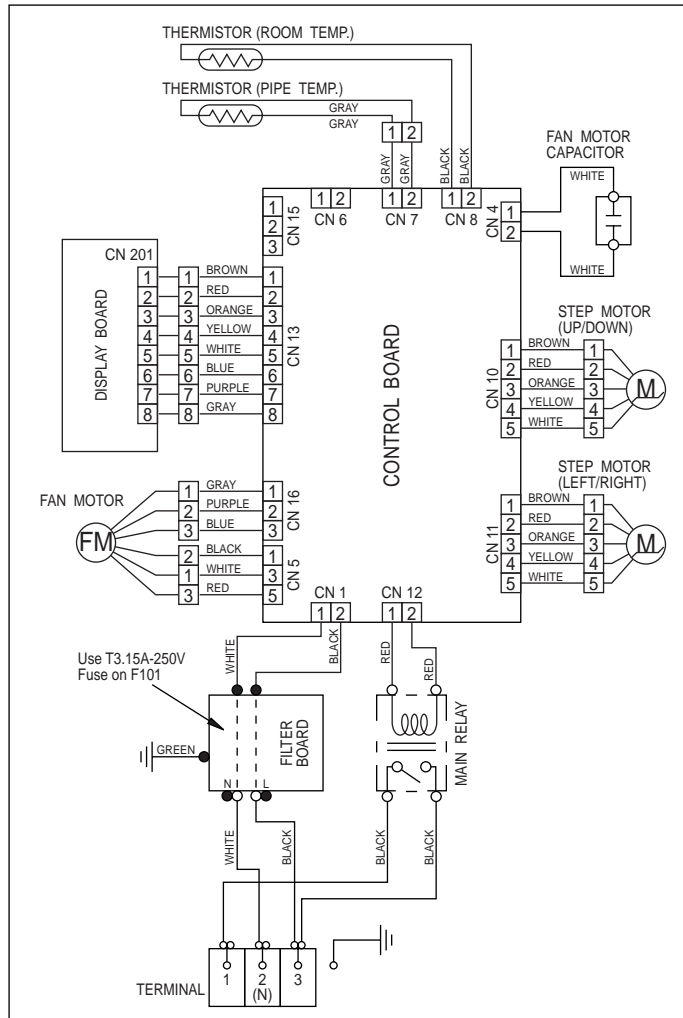 THERMISTOR (ROOM TEMP.)
THERMISTOR (PIPE TEMP.)
GRAY
GRAY
1 2
GRAY
GRAY
BLACK
BLACK
FAN MOTOR
CAPACITOR
WHITE
WHITE
1 2
CN 6
1 2
CN 7
1 2
CN 8
1
2
CN 4
1
2
3
CN 15
CONTROL BOARD
DISPLAY BOARD
CN 201
1 1 BROWN 1
2 2 RED 2
3 3 ORANGE 3
4 4 YELLOW 4
5 5 WHITE 5
6 6 BLUE 6
7 7 PURPLE 7
8 8 GRAY 8
CN 13
STEP MOTOR
(UP/DOWN)
CN 10
1 BROWN 1
2 RED 2
3 ORANGE 3
4 YELLOW 4
5 WHITE 5
M
FAN MOTOR
FM
1 GRAY 1
2 PURPLE 2
3 BLUE 3
CN 16
2 BLACK 1
1 WHITE 3
3 RED 5
CN 5
STEP MOTOR
(LEFT/RIGHT)
CN 11
1 BROWN 1
2 RED 2
3 ORANGE 3
4 YELLOW 4
5 WHITE 5
M
CN 1
1 2
CN 12
1 2
WHITE
BLACK
RED
RED
Use T3.15A-250V
Fuse on F101
GREEN
FILTER
BOARD
N L
MAIN RELAY
WHITE
BLACK
BLACK
BLACK
TERMINAL
1 2 3
(N)